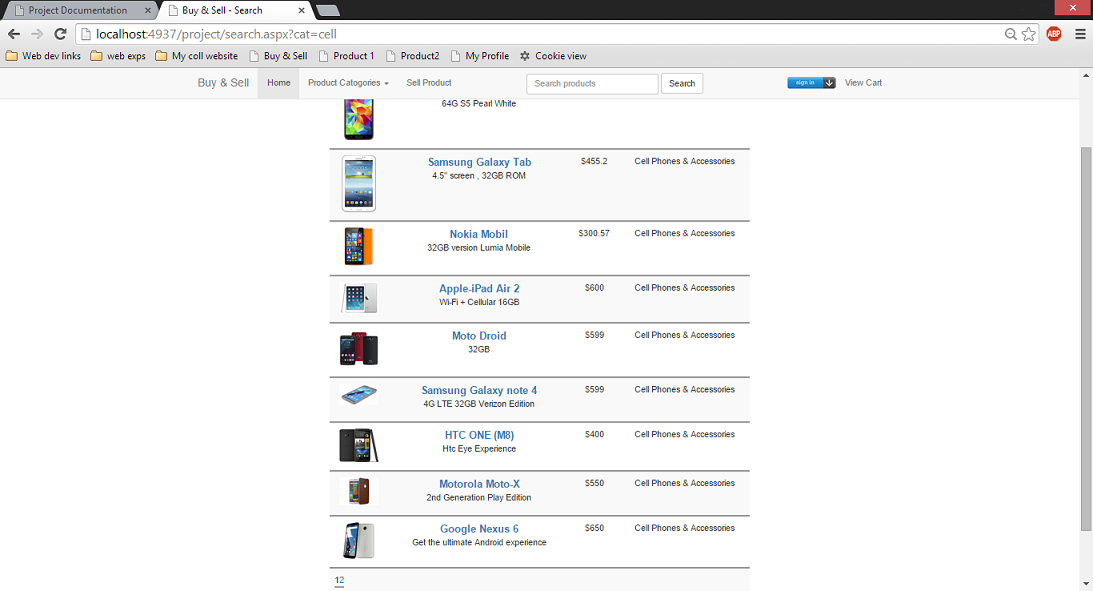 Project Documentation
Buy & Sell - Search
localhost:4937/project/search.aspx?cat=cell
ABP
Web dev links web exps My coll website Buy & Sell Product 1 Product2 My Profile Cookie view
Buy & Sell Home Product Catogories Sell Product Search products Search sign in View Cart
64G S5 Pearl White
Samsung Galaxy Tab $455.2 Cell Phones & Accessories
4.5" screen , 32GB ROM
Nokia Mobil $300.57 Cell Phones & Accessories
32GB version Lumia Mobile
Apple-iPad Air 2 $600 Cell Phones & Accessories
Wi-Fi + Cellular 16GB
Moto Droid $599 Cell Phones & Accessories
32GB
Samsung Galaxy note 4 $599 Cell Phones & Accessories
4G LTE 32GB Verizon Edition
HTC ONE (M8) $400 Cell Phones & Accessories
Htc Eye Experience
Motorola Moto-X $550 Cell Phones & Accessories
2nd Generation Play Edition
Google Nexus 6 $650 Cell Phones & Accessories
Get the ultimate Android experience
12